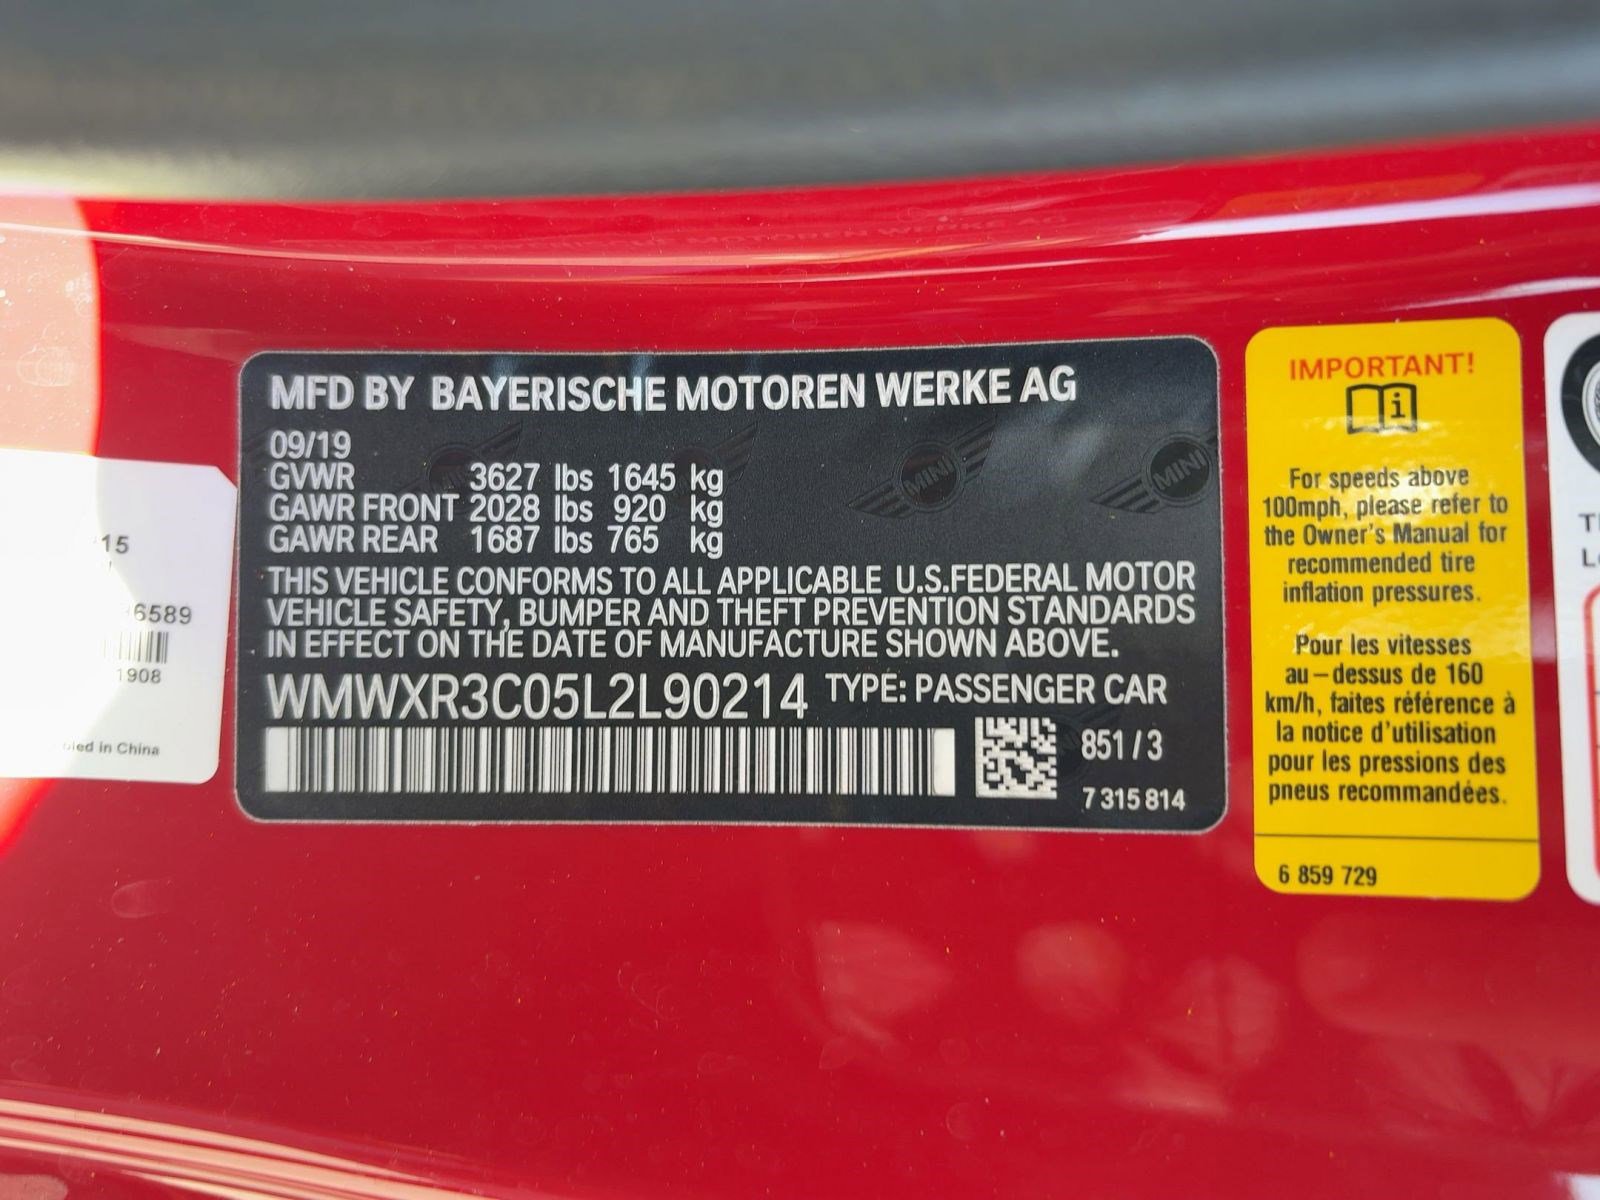 MFD BY BAYERISCHE MOTOREN WERKE AG
09/19
GVWR 3627 lbs 1645 kg
GAWR FRONT 2028 lbs 920 kg
GAWR REAR 1687 lbs 765 kg
THIS VEHICLE CONFORMS TO ALL APPLICABLE U.S.FEDERAL MOTOR
VEHICLE SAFETY, BUMPER AND THEFT PREVENTION STANDARDS
IN EFFECT ON THE DATE OF MANUFACTURE SHOWN ABOVE.
WMWXR3C05L2L90214 TYPE: PASSENGER CAR
851/3
7 315 814
MINI
MINI
IMPORTANT!
i
For speeds above
100mph, please refer to
the Owner's Manual for
recommended tire
inflation pressures.
Pour les vitesses
au-dessus de 160
km/h, faites référence à
la notice d'utilisation
pour les pressions des
pneus recommandées.
6 859 729
15
6589
1908
in China